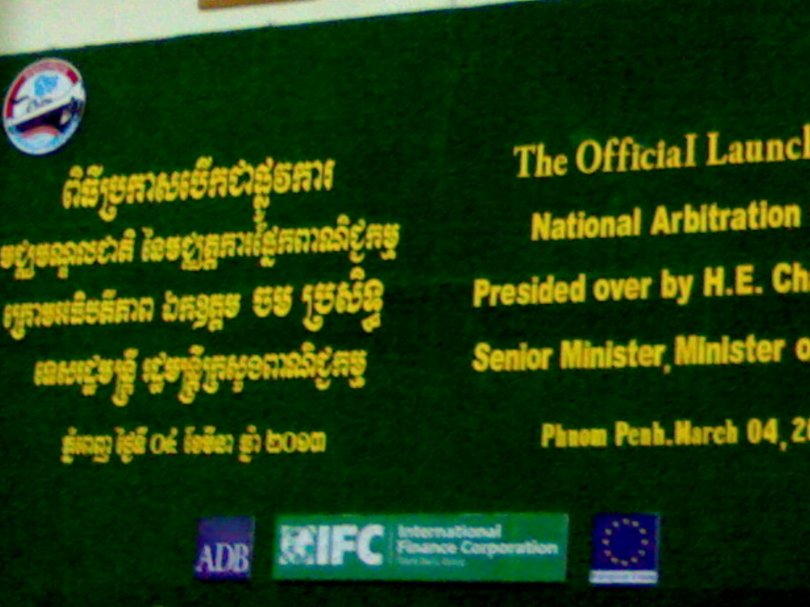 ពិធីប្រកាសបើកជាផ្លូវការ
មជ្ឈមណ្ឌលជាតិ នៃមជ្ឈត្តការផ្នែកពាណិជ្ជកម្ម
ក្រោមអធិបតីភាព ឯកឧត្តម ចម ប្រសិទ្ធ
ទេសរដ្ឋមន្ត្រី រដ្ឋមន្ត្រីក្រសួងពាណិជ្ជកម្ម
ភ្នំពេញ ថ្ងៃទី ០៤ ខែមីនា ឆ្នាំ ២០១៣
The Official Launch
National Arbitration
Presided over by H.E. Ch
Senior Minister, Minister o
Phnom Penh.March 04, 20
ADB
IFC
International
Finance Corporation